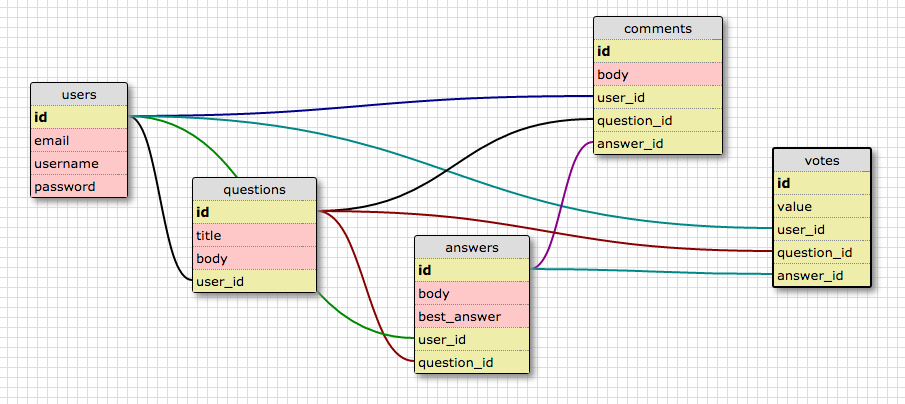 users
id
email
username
password
questions
id
title
body
user_id
answers
id
body
best_answer
user_id
question_id
comments
id
body
user_id
question_id
answer_id
votes
id
value
user_id
question_id
answer_id